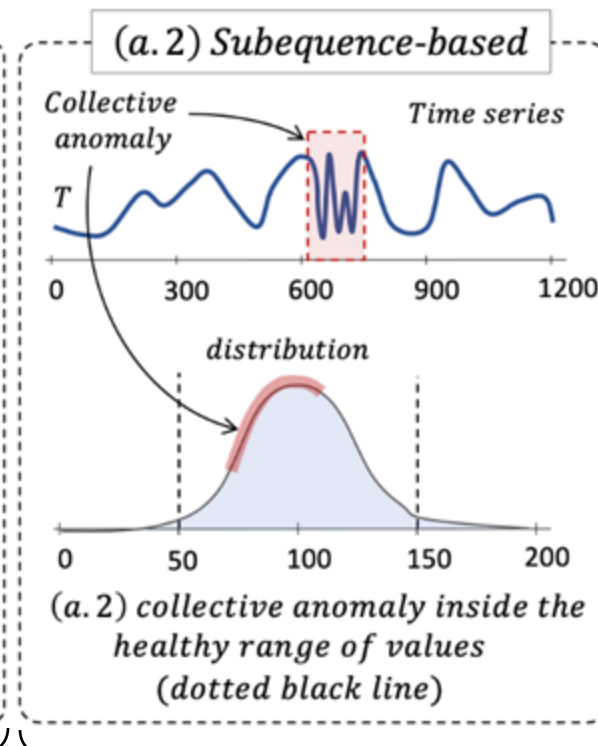 (a.2) Subequence-based
Collective
anomaly
Time series
T
0 300 600 900 1200
distribution
0 50 100 150 200
(a.2) collective anomaly inside the
healthy range of values
(dotted black line)